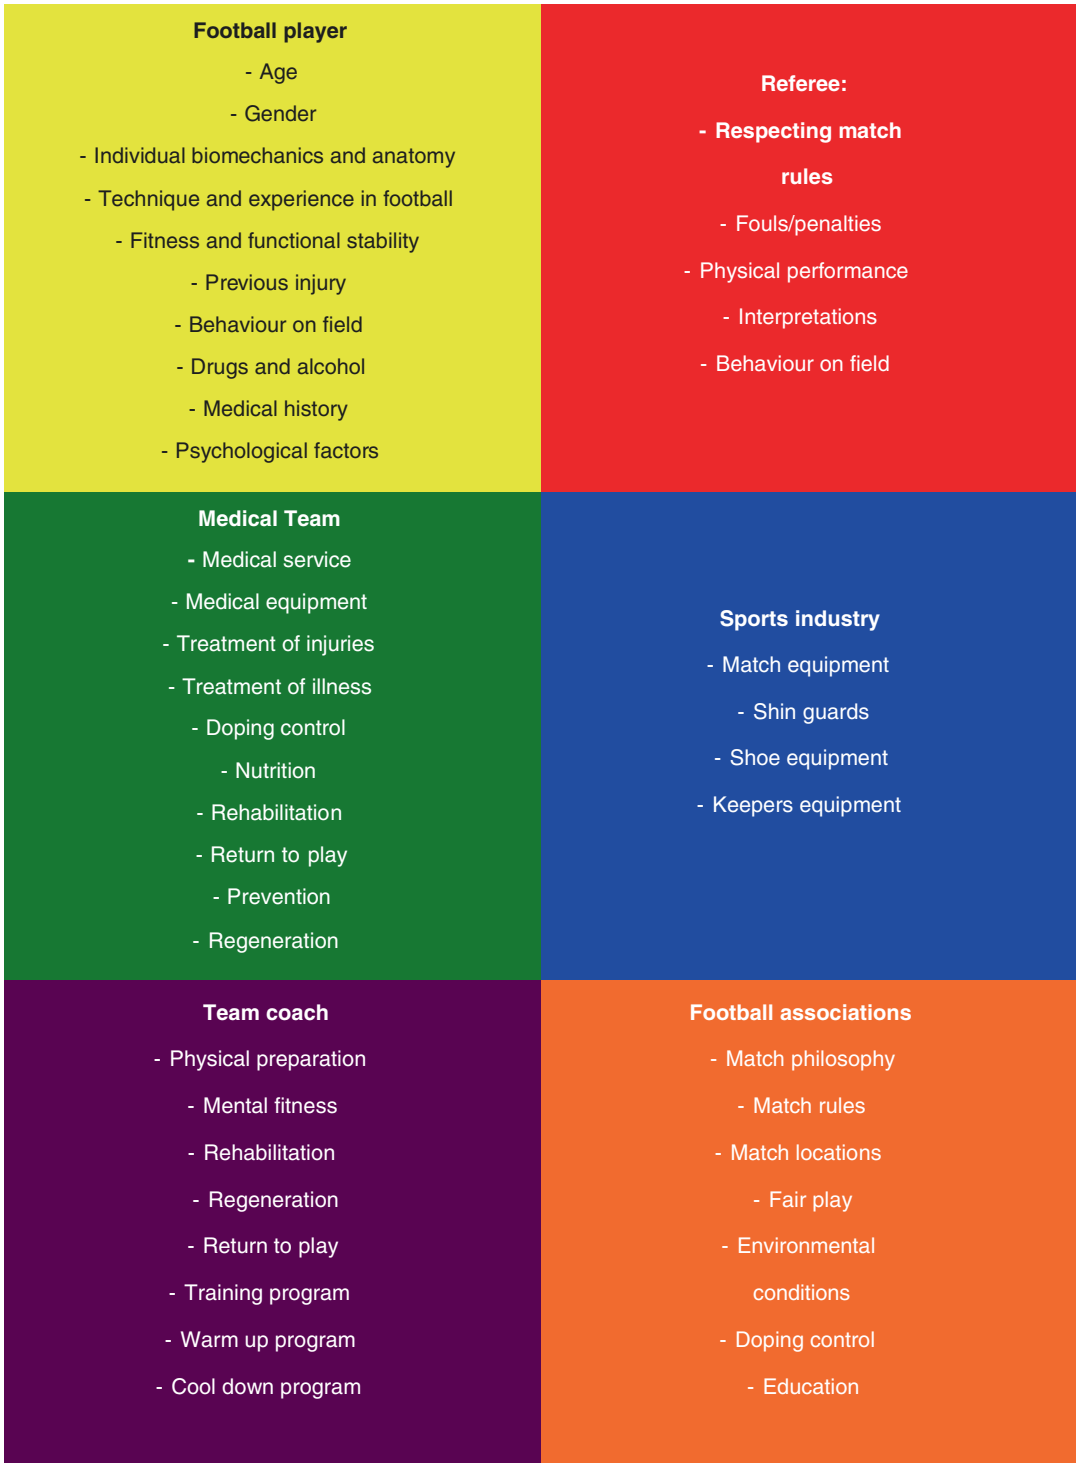 Football player
- Age
- Gender
- Individual biomechanics and anatomy
- Technique and experience in football
- Fitness and functional stability
- Previous injury
- Behaviour on field
- Drugs and alcohol
- Medical history
- Psychological factors
Referee:
- Respecting match
rules
- Fouls/penalties
- Physical performance
- Interpretations
- Behaviour on field
Medical Team
- Medical service
- Medical equipment
- Treatment of injuries
- Treatment of illness
- Doping control
- Nutrition
- Rehabilitation
- Return to play
- Prevention
- Regeneration
Sports industry
- Match equipment
- Shin guards
- Shoe equipment
- Keepers equipment
Team coach
- Physical preparation
- Mental fitness
- Rehabilitation
- Regeneration
- Return to play
- Training program
- Warm up program
- Cool down program
Football associations
- Match philosophy
- Match rules
- Match locations
- Fair play
- Environmental
conditions
- Doping control
- Education